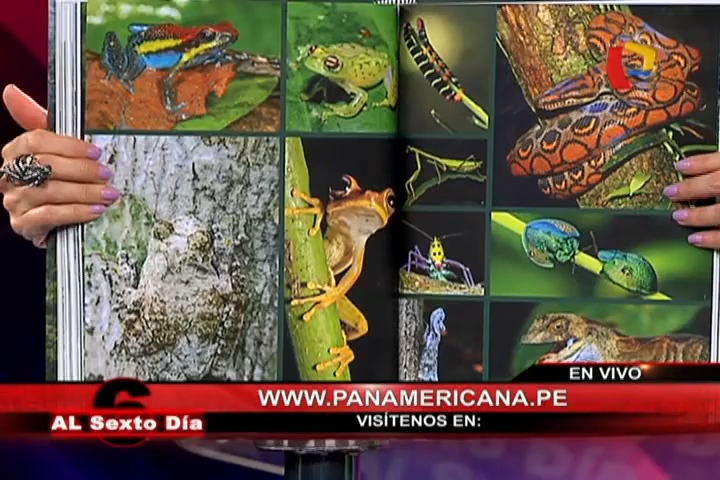 EN VIVO
WWW.PANAMERICANA.PE
AL Sexto Día
VISÍTENOS EN: